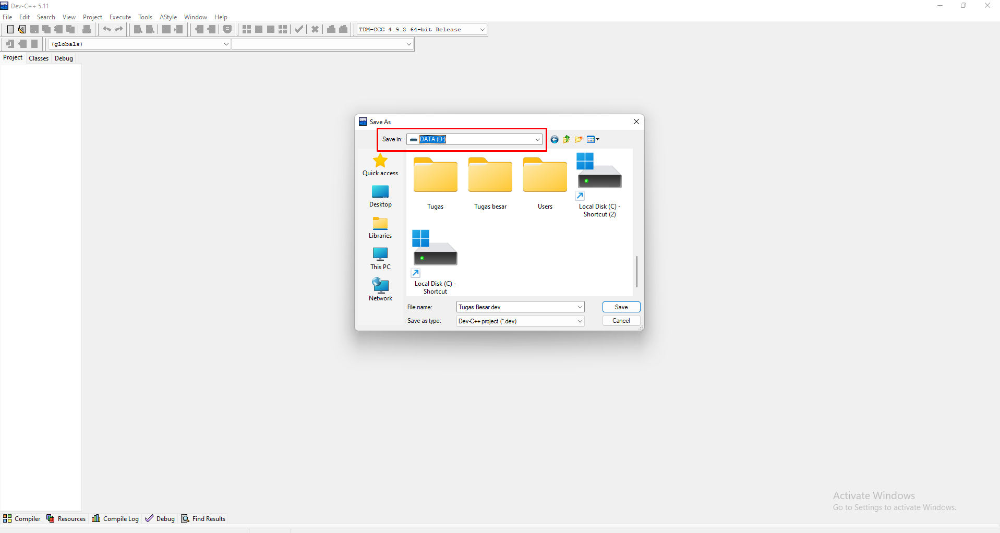 Dev-C++ 5.11
File Edit Search View Project Execute Tools AStyle Window Help
TDM-GCC 4.9.2 64-bit Release
(globals)
Project Classes Debug
Save As
Save in: DATA (D:)
Quick access
Desktop
Libraries
This PC
Network
Tugas
Tugas besar
Users
Local Disk (C) -
Shortcut (2)
Local Disk (C) -
Shortcut
File name: Tugas Besar.dev Save
Save as type: Dev-C++ project (*.dev) Cancel
Activate Windows
Go to Settings to activate Windows.
Compiler Resources Compile Log Debug Find Results